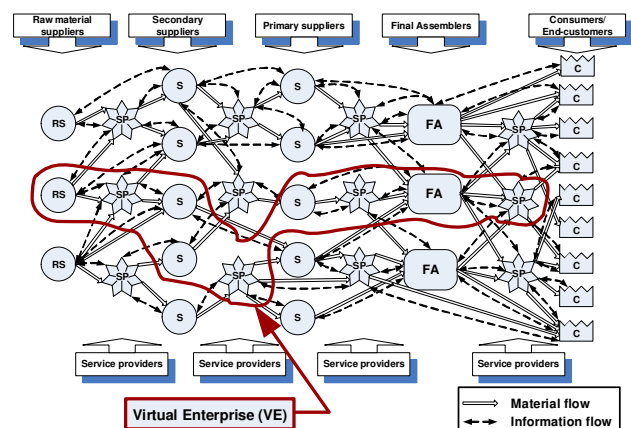 Raw material
suppliers
Secondary
suppliers
Primary suppliers
Final Assemblers
Consumers/
End-customers
C
S
S
C
RS
SP
SP
SP
FA
SP
C
S
S
C
RS
SP
S
SP
S
SP
FA
SP
C
C
RS
SP
S
SP
S
SP
FA
SP
C
C
S
S
C
Service providers
Service providers
Service providers
Service providers
Virtual Enterprise (VE)
Material flow
Information flow